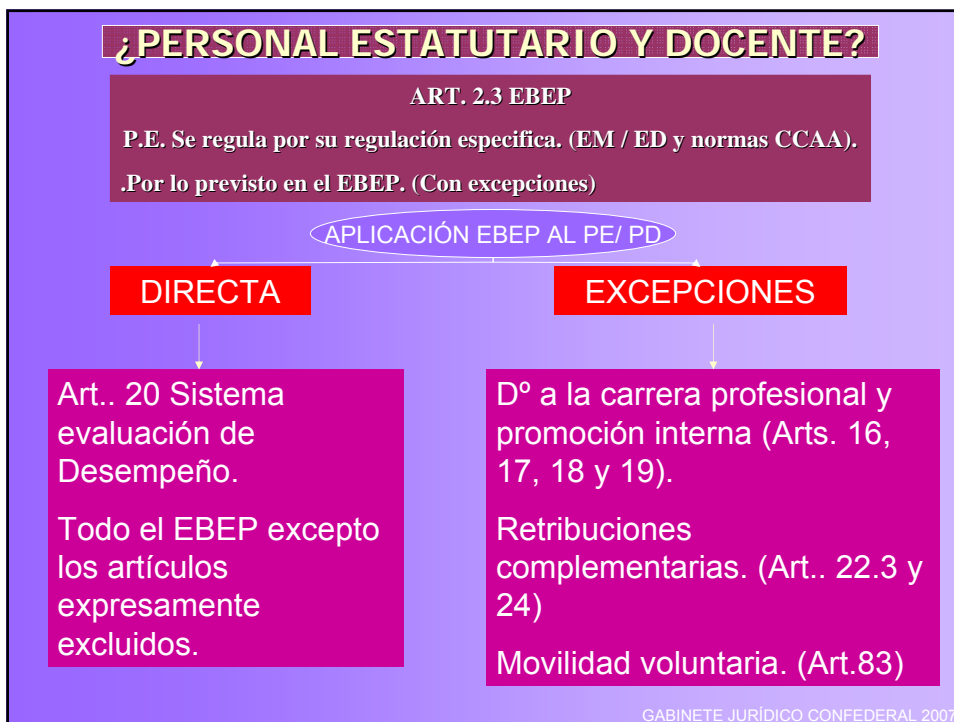 ¿PERSONAL ESTATUTARIO Y DOCENTE?
ART. 2.3 EBEP
P.E. Se regula por su regulación especifica. (EM / ED y normas CCAA).
.Por lo previsto en el EBEP. (Con excepciones)
APLICACIÓN EBEP AL PE/ PD
DIRECTA
Art.. 20 Sistema
evaluación de
Desempeño.
Todo el EBEP excepto
los artículos
expresamente
excluidos.
EXCEPCIONES
Dº a la carrera profesional y
promoción interna (Arts. 16,
17, 18 y 19).
Retribuciones
complementarias. (Art.. 22.3 y
24)
Movilidad voluntaria. (Art.83)
GABINETE JURÍDICO CONFEDERAL 2007